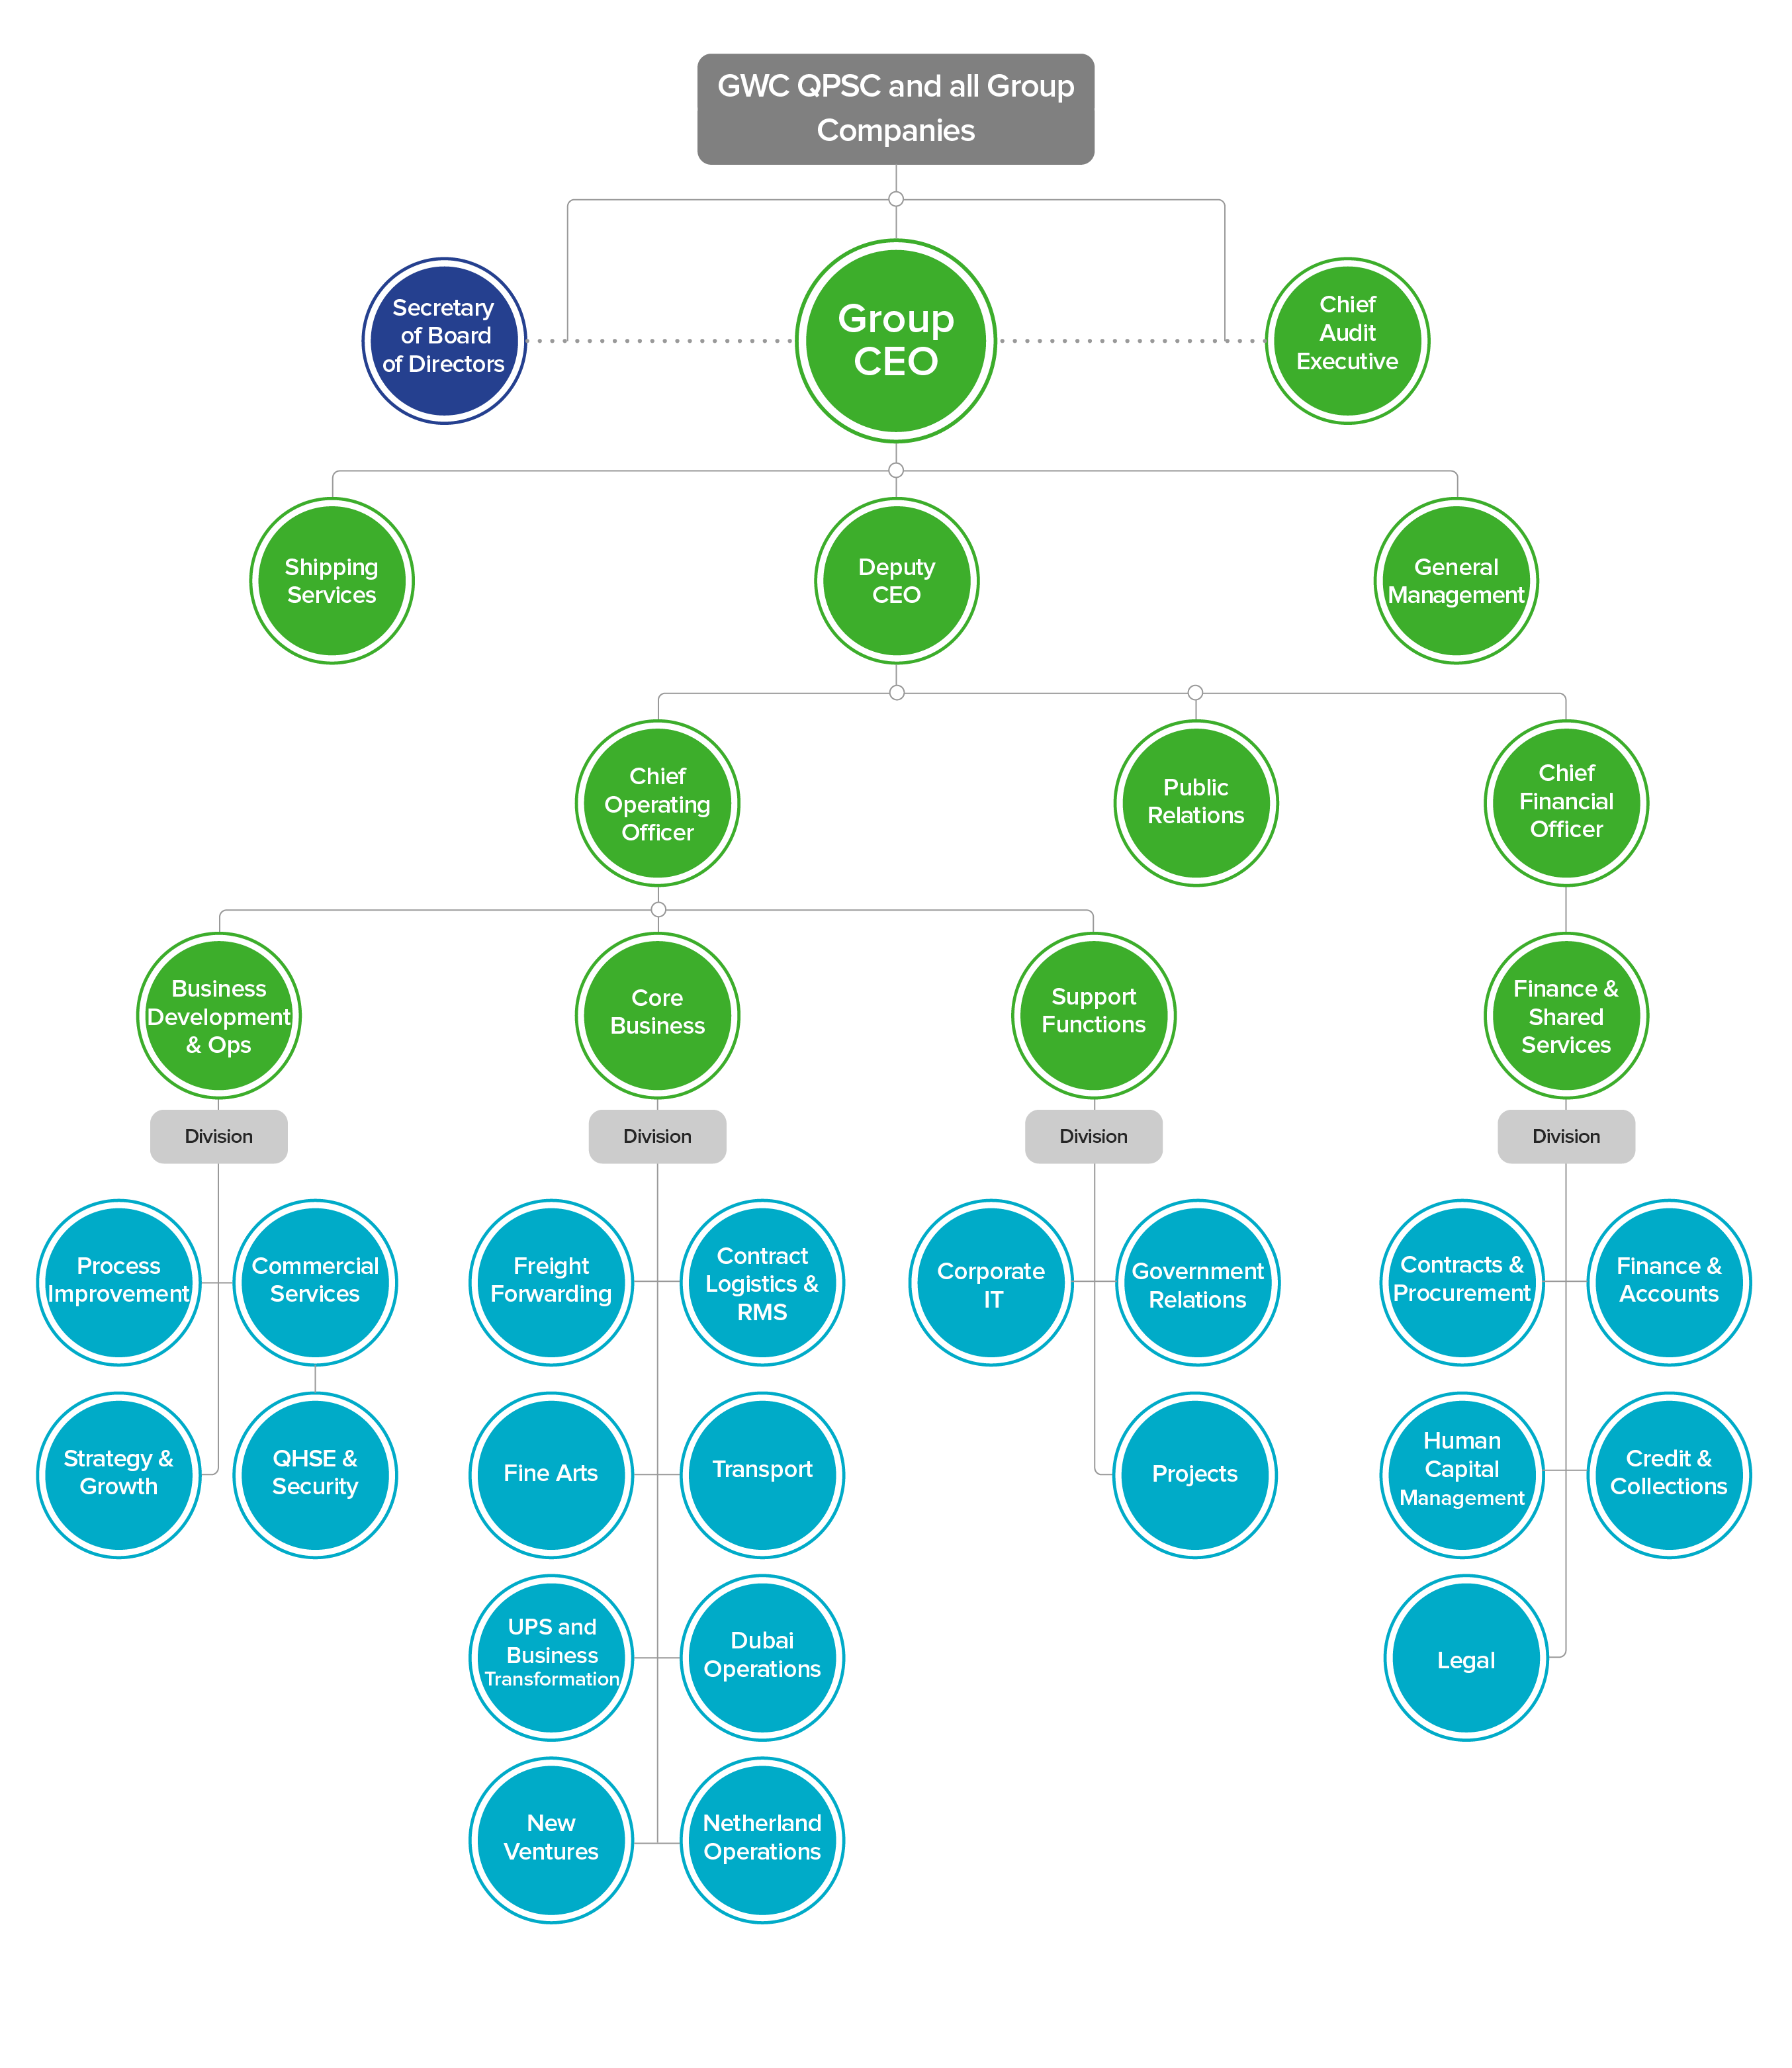 GWC QPSC and all Group
Companies
Secretary
of Board
of Directors
Group
CEO
Chief
Audit
Executive
Shipping
Services
Deputy
CEO
General
Management
Chief
Operating
Officer
Public
Relations
Chief
Financial
Officer
Business
Development
& Ops
Core
Business
Support
Functions
Finance &
Shared
Services
Division
Division
Division
Division
Process
Improvement
Commercial
Services
Freight
Forwarding
Contract
Logistics &
RMS
Corporate
IT
Government
Relations
Contracts &
Procurement
Finance &
Accounts
Strategy &
Growth
QHSE &
Security
Fine Arts
Transport
Projects
Human
Capital
Management
Credit &
Collections
UPS and
Business
Transformation
Dubai
Operations
Legal
New
Ventures
Netherland
Operations